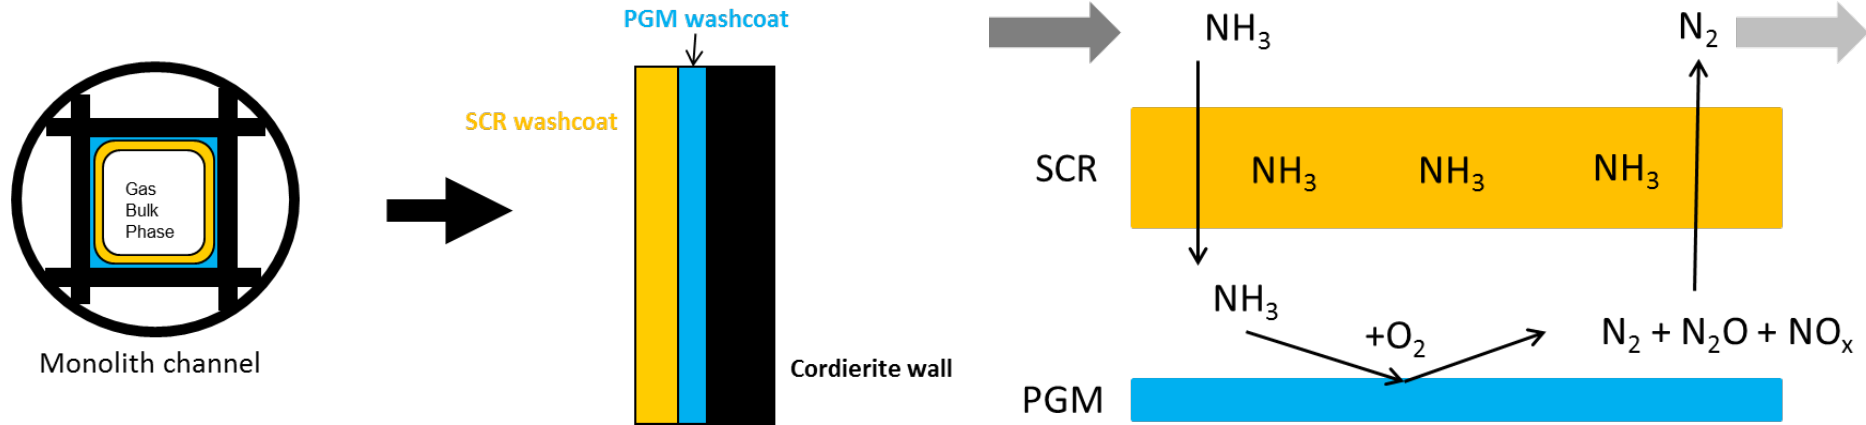 Gas
Bulk
Phase
Monolith channel
PGM washcoat
SCR washcoat
Cordierite wall
NH₃
N₂
SCR
NH₃ NH₃ NH₃
NH₃
+O₂
N₂ + N₂O + NOₓ
PGM